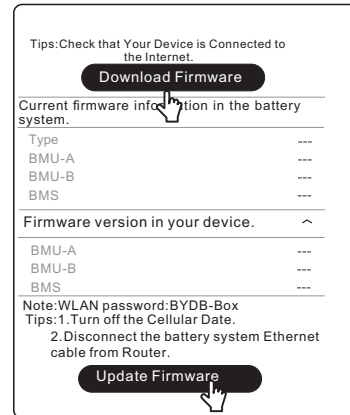 Tips:Check that Your Device is Connected to
the Internet.
Download Firmware
Current firmware information in the battery
system.
Type ---
BMU-A ---
BMU-B ---
BMS ---
Firmware version in your device.
BMU-A ---
BMU-B ---
BMS ---
Note:WLAN password:BYDB-Box
Tips:1.Turn off the Cellular Date.
2.Disconnect the battery system Ethernet
cable from Router.
Update Firmware